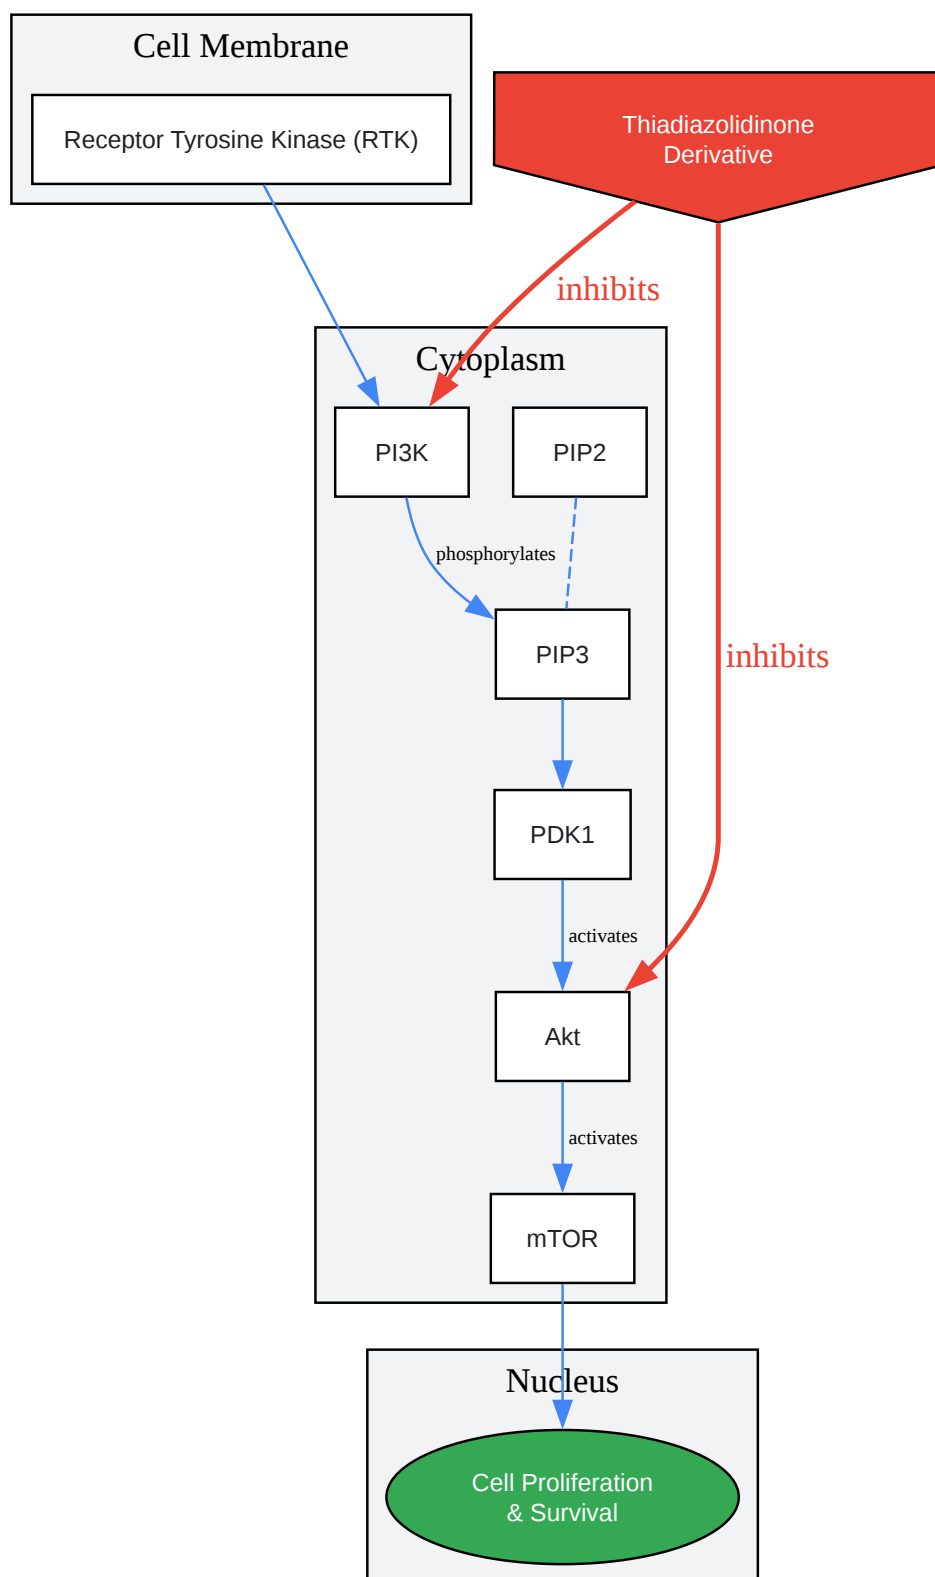 Cell Membrane
Receptor Tyrosine Kinase (RTK)
Thiadiazolidinone
Derivative
inhibits
Cytoplasm
PI3K
PIP2
phosphorylates
PIP3
inhibits
PDK1
activates
Akt
activates
mTOR
Nucleus
Cell Proliferation
& Survival